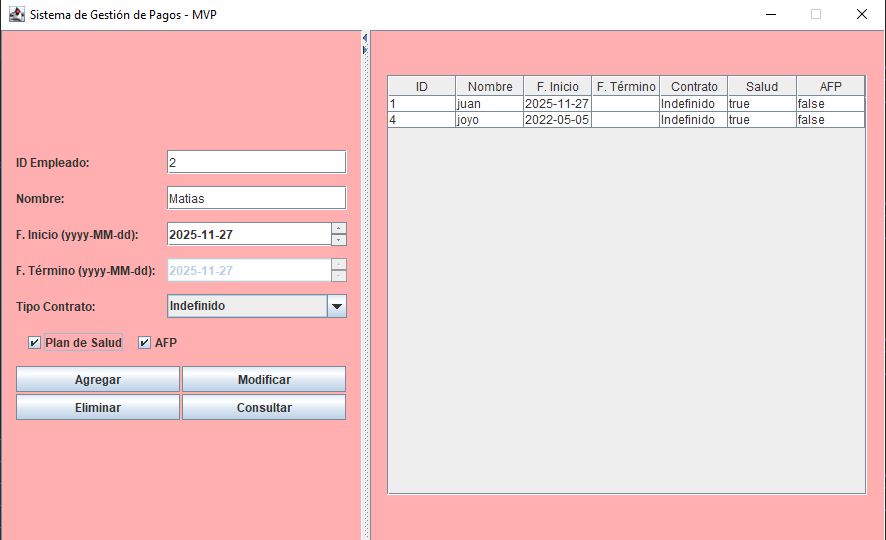 Sistema de Gestión de Pagos - MVP
ID Empleado: 2
Nombre: Matias
F. Inicio (yyyy-MM-dd): 2025-11-27
F. Término (yyyy-MM-dd): 2025-11-27
Tipo Contrato: Indefinido
Plan de Salud AFP
Agregar Modificar
Eliminar Consultar
ID Nombre F. Inicio F. Término Contrato Salud AFP
1 juan 2025-11-27 Indefinido true false
4 joyo 2022-05-05 Indefinido true false